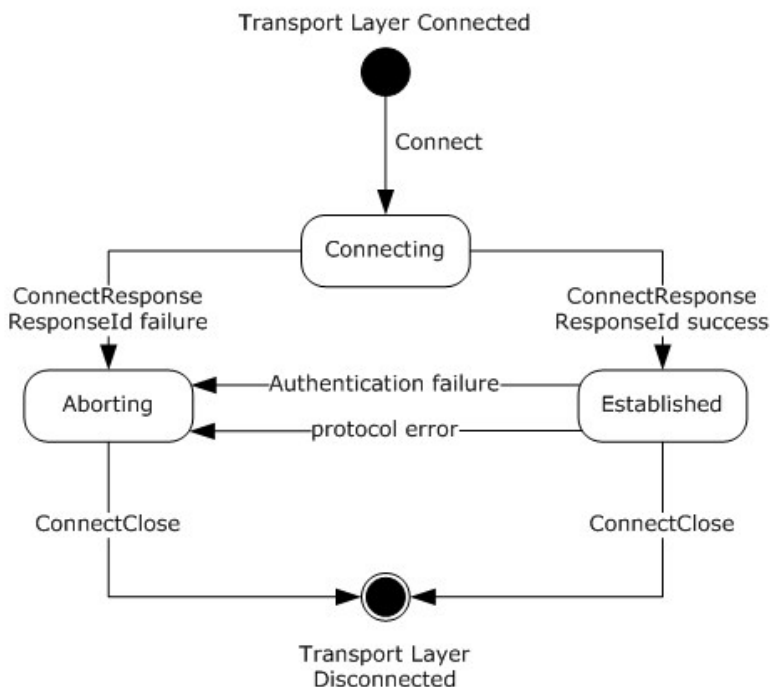 Transport Layer Connected
Connect
Connecting
ConnectResponse
ResponseId failure
ConnectResponse
ResponseId success
Aborting
Authentication failure
protocol error
Established
ConnectClose
ConnectClose
Transport Layer
Disconnected